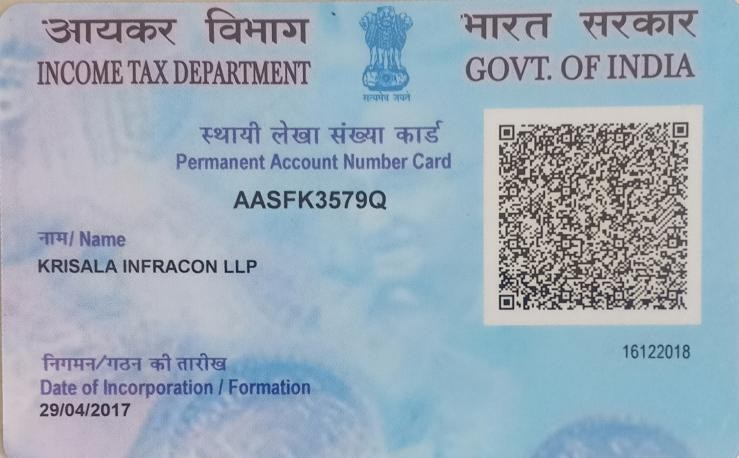 आयकर विभाग
INCOME TAX DEPARTMENT
सत्यमेव जयते
भारत सरकार
GOVT. OF INDIA
स्थायी लेखा संख्या कार्ड
Permanent Account Number Card
AASFK3579Q
नाम/ Name
KRISALA INFRACON LLP
16122018
निगमन/गठन की तारीख
Date of Incorporation / Formation
29/04/2017